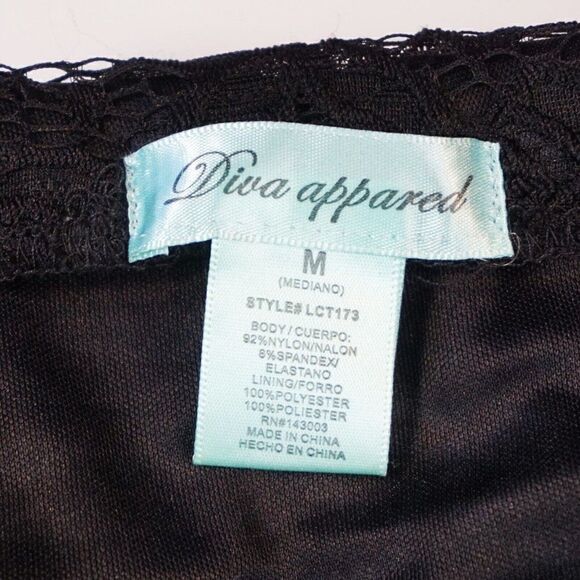 Diva appared
M
(MEDIANO)
STYLE# LCT173
BODY/CUERPO:
92%NYLON/NALON
8%SPANDEX/
ELASTANO
LINING/FORRO
100%POLYESTER
100%POLIESTER
RN#143003
MADE IN CHINA
HECHO EN CHINA